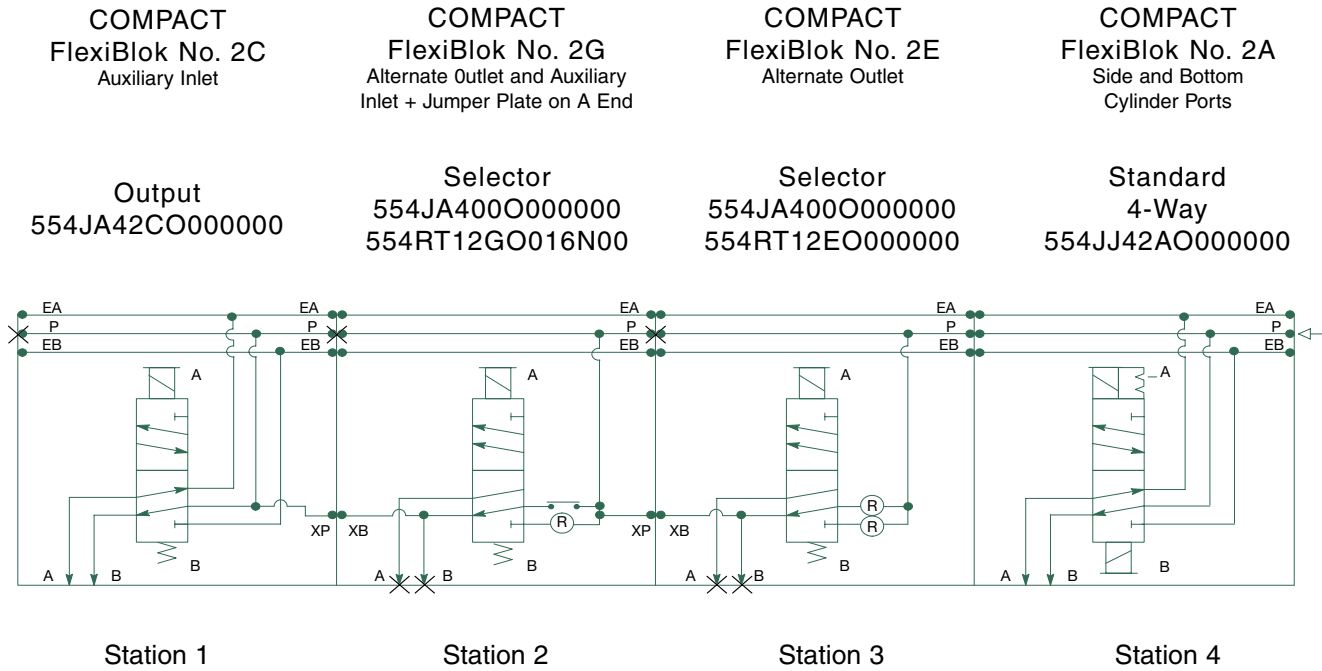 COMPACT
FlexiBlok No. 2C
Auxiliary Inlet
COMPACT
FlexiBlok No. 2G
Alternate 0utlet and Auxiliary
Inlet + Jumper Plate on A End
COMPACT
FlexiBlok No. 2E
Alternate Outlet
COMPACT
FlexiBlok No. 2A
Side and Bottom
Cylinder Ports
Output
554JA42CO000000
Selector
554JA400O000000
554RT12GO016N00
Selector
554JA400O000000
554RT12EO000000
Standard
4-Way
554JJ42AO000000
EA EA EA EA EA
P P P P P
EB EB EB EB EB
A A A A
R R
R
XP XB XP XB
B B B B
A B A B A B A B
Station 1 Station 2 Station 3 Station 4